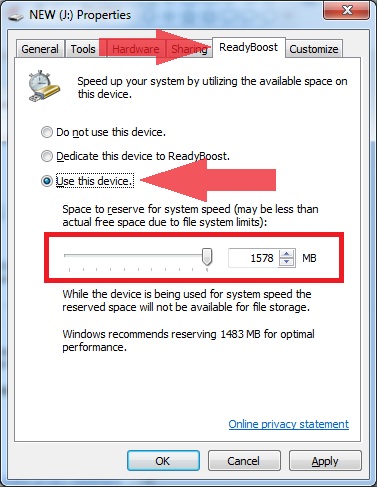 NEW (J:) Properties
General Tools Hardware Sharing ReadyBoost Customize
Speed up your system by utilizing the available space on
this device.
Do not use this device.
Dedicate this device to ReadyBoost.
Use this device.
Space to reserve for system speed (may be less than
actual free space due to file system limits):
1578 MB
While the device is being used for system speed the
reserved space will not be available for file storage.
Windows recommends reserving 1483 MB for optimal
performance.
Online privacy statement
OK Cancel Apply